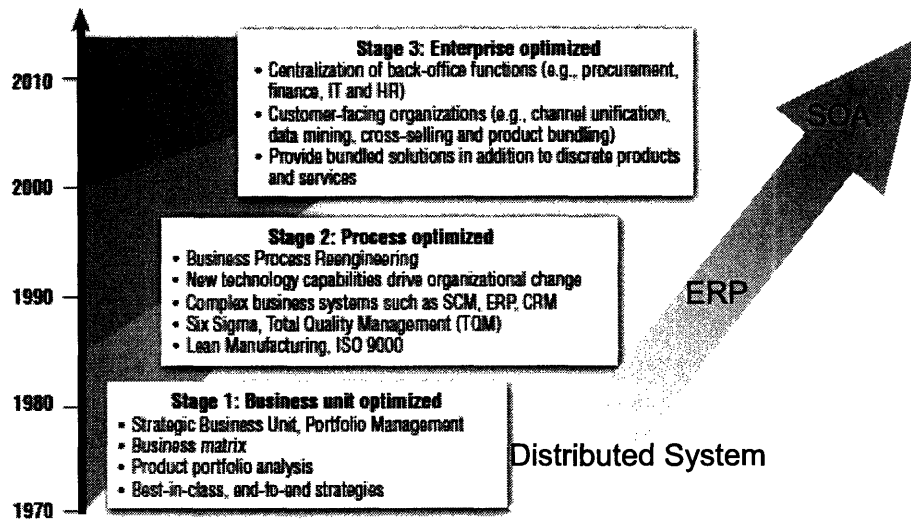 2010
2000
1990
1980
1970
Stage 3: Enterprise optimized
• Centralization of back-office functions (e.g., procurement,
finance, IT and HR)
• Customer-facing organizations (e.g., channel unification,
data mining, cross-selling and product bundling)
• Provide bundled solutions in addition to discrete products
and services
Stage 2: Process optimized
• Business Process Reengineering
• New technology capabilities drive organizational change
• Complex business systems such as SCM, ERP, CRM
• Six Sigma, Total Quality Management (TQM)
• Lean Manufacturing, ISO 9000
Stage 1: Business unit optimized
• Strategic Business Unit, Portfolio Management
• Business matrix
• Product portfolio analysis
• Best-in-class, end-to-end strategies
SOA
ERP
Distributed System